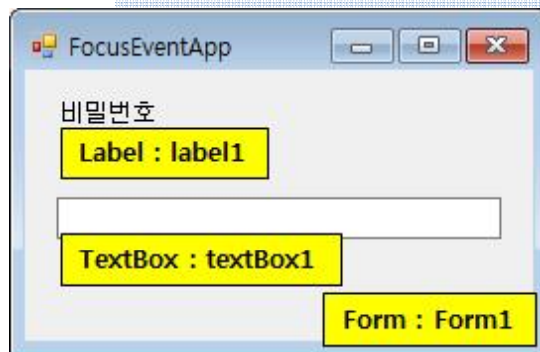 FocusEventApp
비밀번호
Label : label1
TextBox : textBox1
Form : Form1